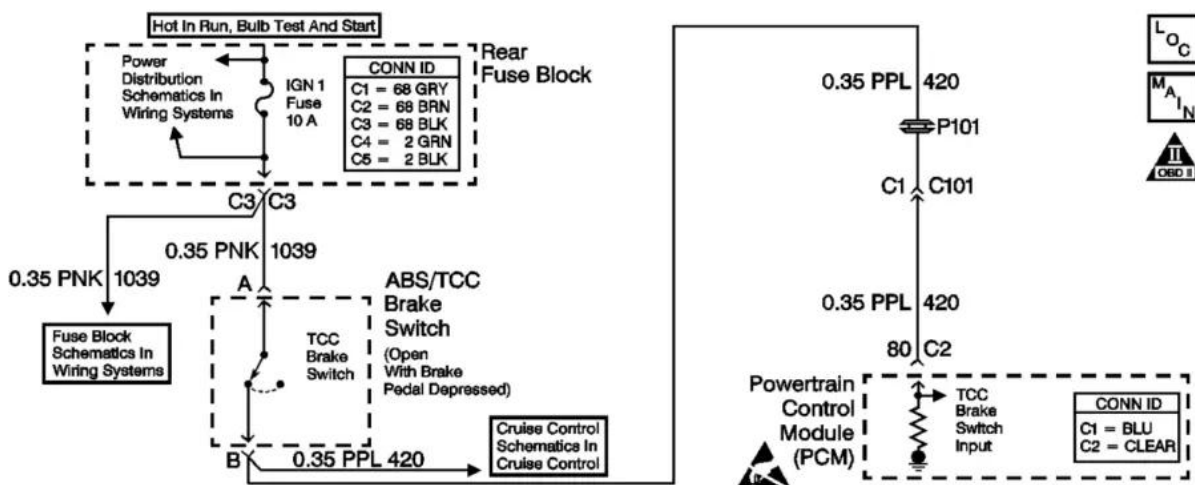 Hot In Run, Bulb Test And Start
Rear
Fuse Block
Power
Distribution
Schematics In
Wiring Systems
IGN 1
Fuse
10 A
CONN ID
C1 = 68 GRY
C2 = 68 BRN
C3 = 68 BLK
C4 = 2 GRN
C5 = 2 BLK
C3 C3
0.35 PNK 1039
0.35 PNK 1039
Fuse Block
Schematics In
Wiring Systems
A
ABS/TCC
Brake
Switch
(Open
With Brake
Pedal Depressed)
TCC
Brake
Switch
B
0.35 PPL 420
Cruise Control
Schematics In
Cruise Control
0.35 PPL 420
P101
C1 C101
0.35 PPL 420
80 C2
Powertrain
Control
Module
(PCM)
TCC
Brake
Switch
Input
CONN ID
C1 = BLU
C2 = CLEAR
LOC
MAIN
II
OBD II